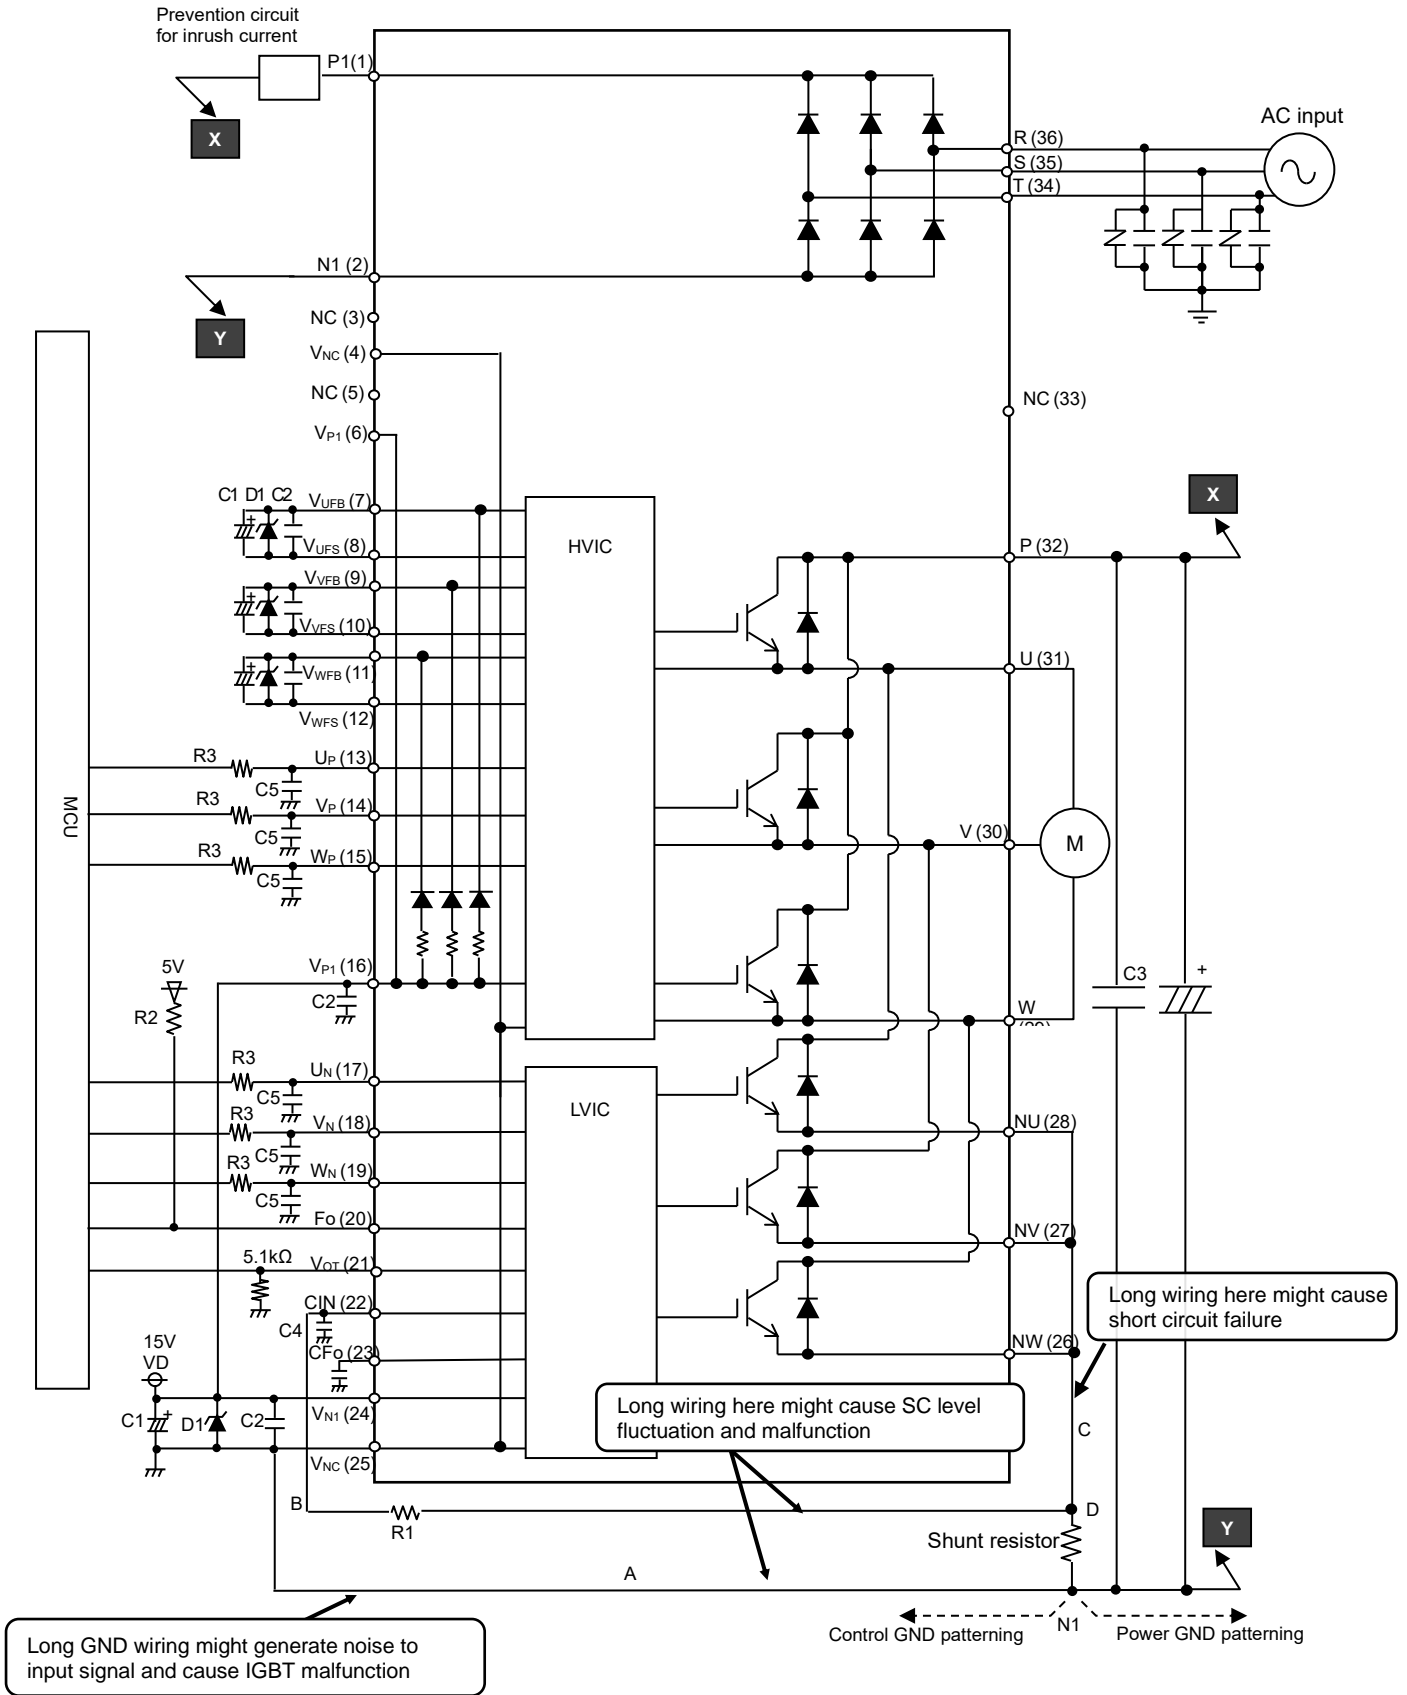 Prevention circuit
for inrush current
P1(1)
X
AC input
R (36)
S (35)
T (34)
N1 (2)
Y
NC (3)
VNC (4)
NC (5)
NC (33)
VP1 (6)
X
C1 D1 C2
VUFB (7)
+
VUFS (8)
HVIC
P (32)
VVFB (9)
+
VVFS (10)
+
VWFB (11)
U (31)
VWFS (12)
R3
UP (13)
C5
R3
VP (14)
C5
MCU
V (30)
M
R3
WP (15)
C5
5V
VP1 (16)
C2
R2
C3
+
W
R3
UN (17)
C5
LVIC
R3
VN (18)
C5
NU (28)
R3
WN (19)
C5
Fo (20)
NV (27)
5.1kΩ
VOT (21)
CIN (22)
C4
Long wiring here might cause
short circuit failure
15V
VD
CFo (23)
NW (26)
C1
+
D1
C2
VN1 (24)
Long wiring here might cause SC level
fluctuation and malfunction
C
VNC (25)
B
R1
D
Shunt resistor
Y
A
N1
Control GND patterning
Power GND patterning
Long GND wiring might generate noise to
input signal and cause IGBT malfunction